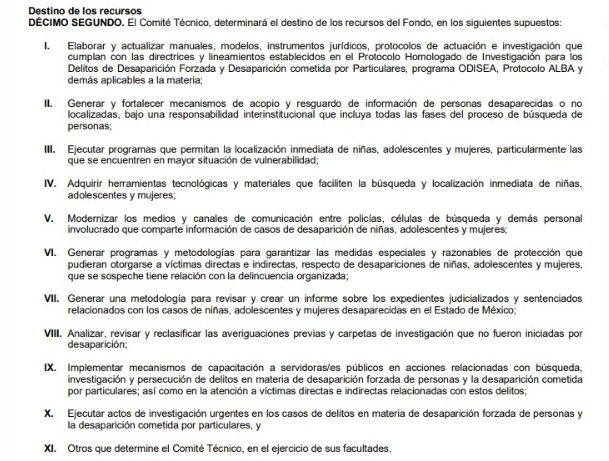 Destino de los recursos
DÉCIMO SEGUNDO. El Comité Técnico, determinará el destino de los recursos del Fondo, en los siguientes supuestos:
I. Elaborar y actualizar manuales, modelos, instrumentos jurídicos, protocolos de actuación e investigación que
cumplan con las directrices y lineamientos establecidos en el Protocolo Homologado de Investigación para los
Delitos de Desaparición Forzada y Desaparición cometida por Particulares, programa ODISEA, Protocolo ALBA y
demás aplicables a la materia;
II. Generar y fortalecer mecanismos de acopio y resguardo de información de personas desaparecidas o no
localizadas, bajo una responsabilidad interinstitucional que incluya todas las fases del proceso de búsqueda de
personas;
III. Ejecutar programas que permitan la localización inmediata de niñas, adolescentes y mujeres, particularmente las
que se encuentren en mayor situación de vulnerabilidad;
IV. Adquirir herramientas tecnológicas y materiales que faciliten la búsqueda y localización inmediata de niñas,
adolescentes y mujeres;
V. Modernizar los medios y canales de comunicación entre policías, células de búsqueda y demás personal
involucrado que comparte información de casos de desaparición de niñas, adolescentes y mujeres;
VI. Generar programas y metodologías para garantizar las medidas especiales y razonables de protección que
pudieran otorgarse a víctimas directas e indirectas, respecto de desapariciones de niñas, adolescentes y mujeres,
que se sospeche tiene relación con la delincuencia organizada;
VII. Generar una metodología para revisar y crear un informe sobre los expedientes judicializados y sentenciados
relacionados con los casos de niñas, adolescentes y mujeres desaparecidas en el Estado de México;
VIII. Analizar, revisar y reclasificar las averiguaciones previas y carpetas de investigación que no fueron iniciadas por
desaparición;
IX. Implementar mecanismos de capacitación a servidoras/es públicos en acciones relacionadas con búsqueda,
investigación y persecución de delitos en materia de desaparición forzada de personas y la desaparición cometida
por particulares; así como en la atención a víctimas directas e indirectas relacionadas con estos delitos;
X. Ejecutar actos de investigación urgentes en los casos de delitos en materia de desaparición forzada de personas y
la desaparición cometida por particulares, y
XI. Otros que determine el Comité Técnico, en el ejercicio de sus facultades.